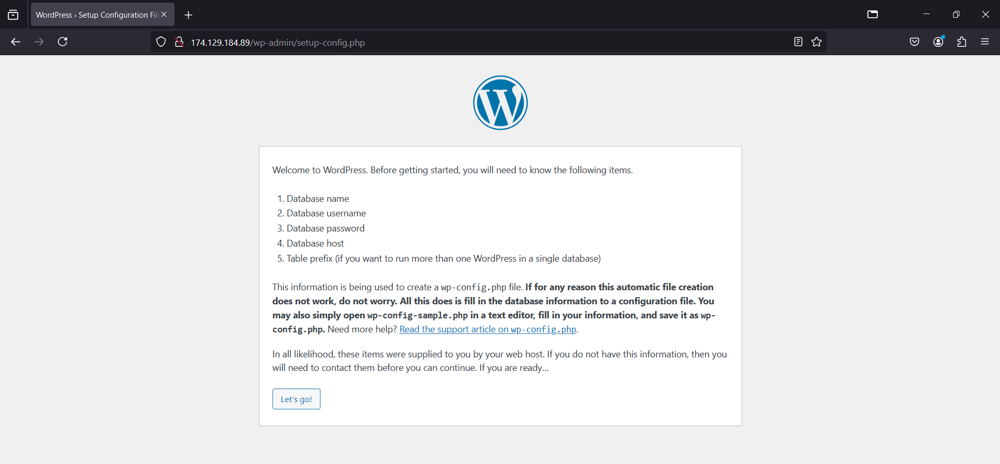 WordPress › Setup Configuration Fil
174.129.184.89/wp-admin/setup-config.php
Welcome to WordPress. Before getting started, you will need to know the following items.
1. Database name
2. Database username
3. Database password
4. Database host
5. Table prefix (if you want to run more than one WordPress in a single database)
This information is being used to create a wp-config.php file. If for any reason this automatic file creation
does not work, do not worry. All this does is fill in the database information to a configuration file. You
may also simply open wp-config-sample.php in a text editor, fill in your information, and save it as wp-
config.php. Need more help? Read the support article on wp-config.php.
In all likelihood, these items were supplied to you by your web host. If you do not have this information, then you
will need to contact them before you can continue. If you are ready…
Let’s go!